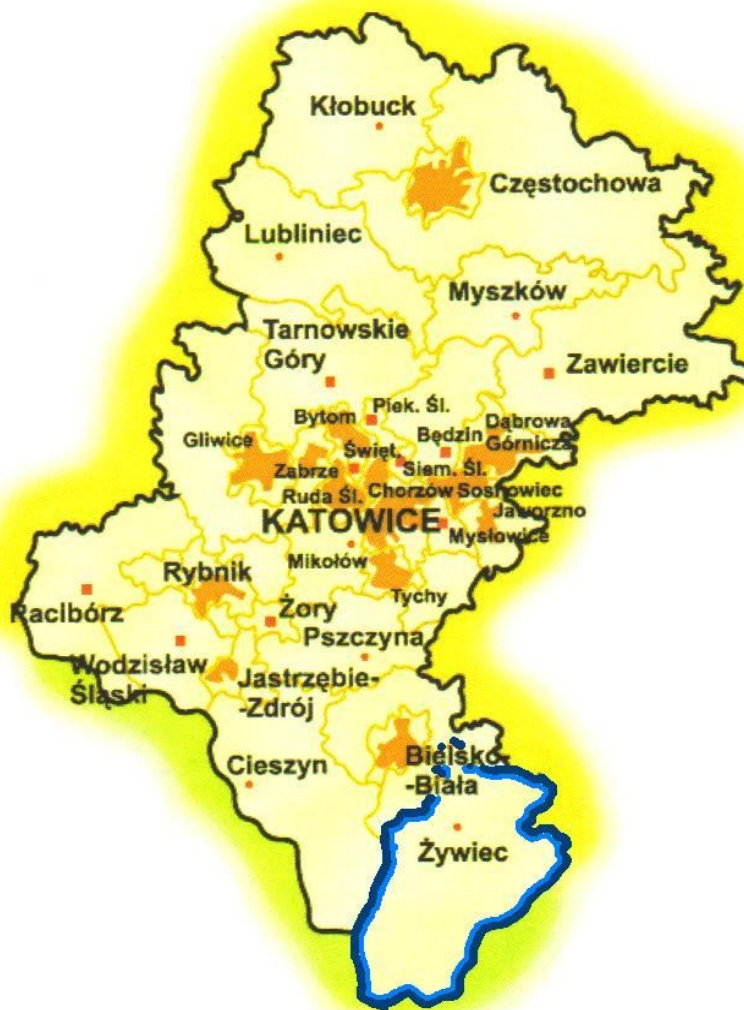 Kłobuck
Częstochowa
Lubliniec
Myszków
Tarnowskie
Góry
Zawiercie
Bytom
Piek. Śl.
Dąbrowa
Górnicza
Gliwice
Będzin
Święt.
Zabrze
Siem. Śl.
Ruda Śl.
Chorzów
Sosnowiec
KATOWICE
Jaworzno
Mysłowice
Mikołów
Rybnik
Tychy
Racibórz
Żory
Pszczyna
Wodzisław
Śląski
Jastrzębie-
-Zdrój
Cieszyn
Bielsko-
-Biała
Żywiec